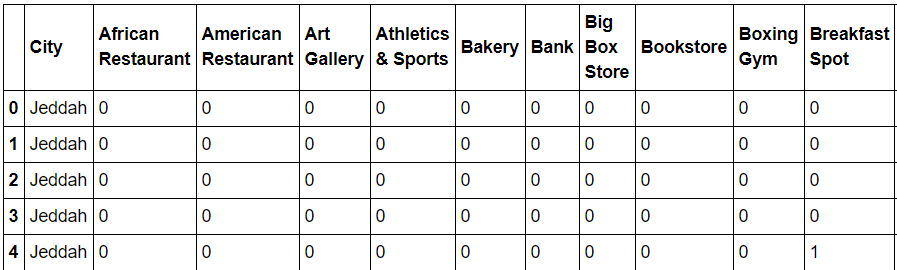 City African Restaurant American Restaurant Art Gallery Athletics & Sports Bakery Bank Big Box Store Bookstore Boxing Gym Breakfast Spot
0 Jeddah 0 0 0 0 0 0 0 0 0 0
1 Jeddah 0 0 0 0 0 0 0 0 0 0
2 Jeddah 0 0 0 0 0 0 0 0 0 0
3 Jeddah 0 0 0 0 0 0 0 0 0 0
4 Jeddah 0 0 0 0 0 0 0 0 0 1